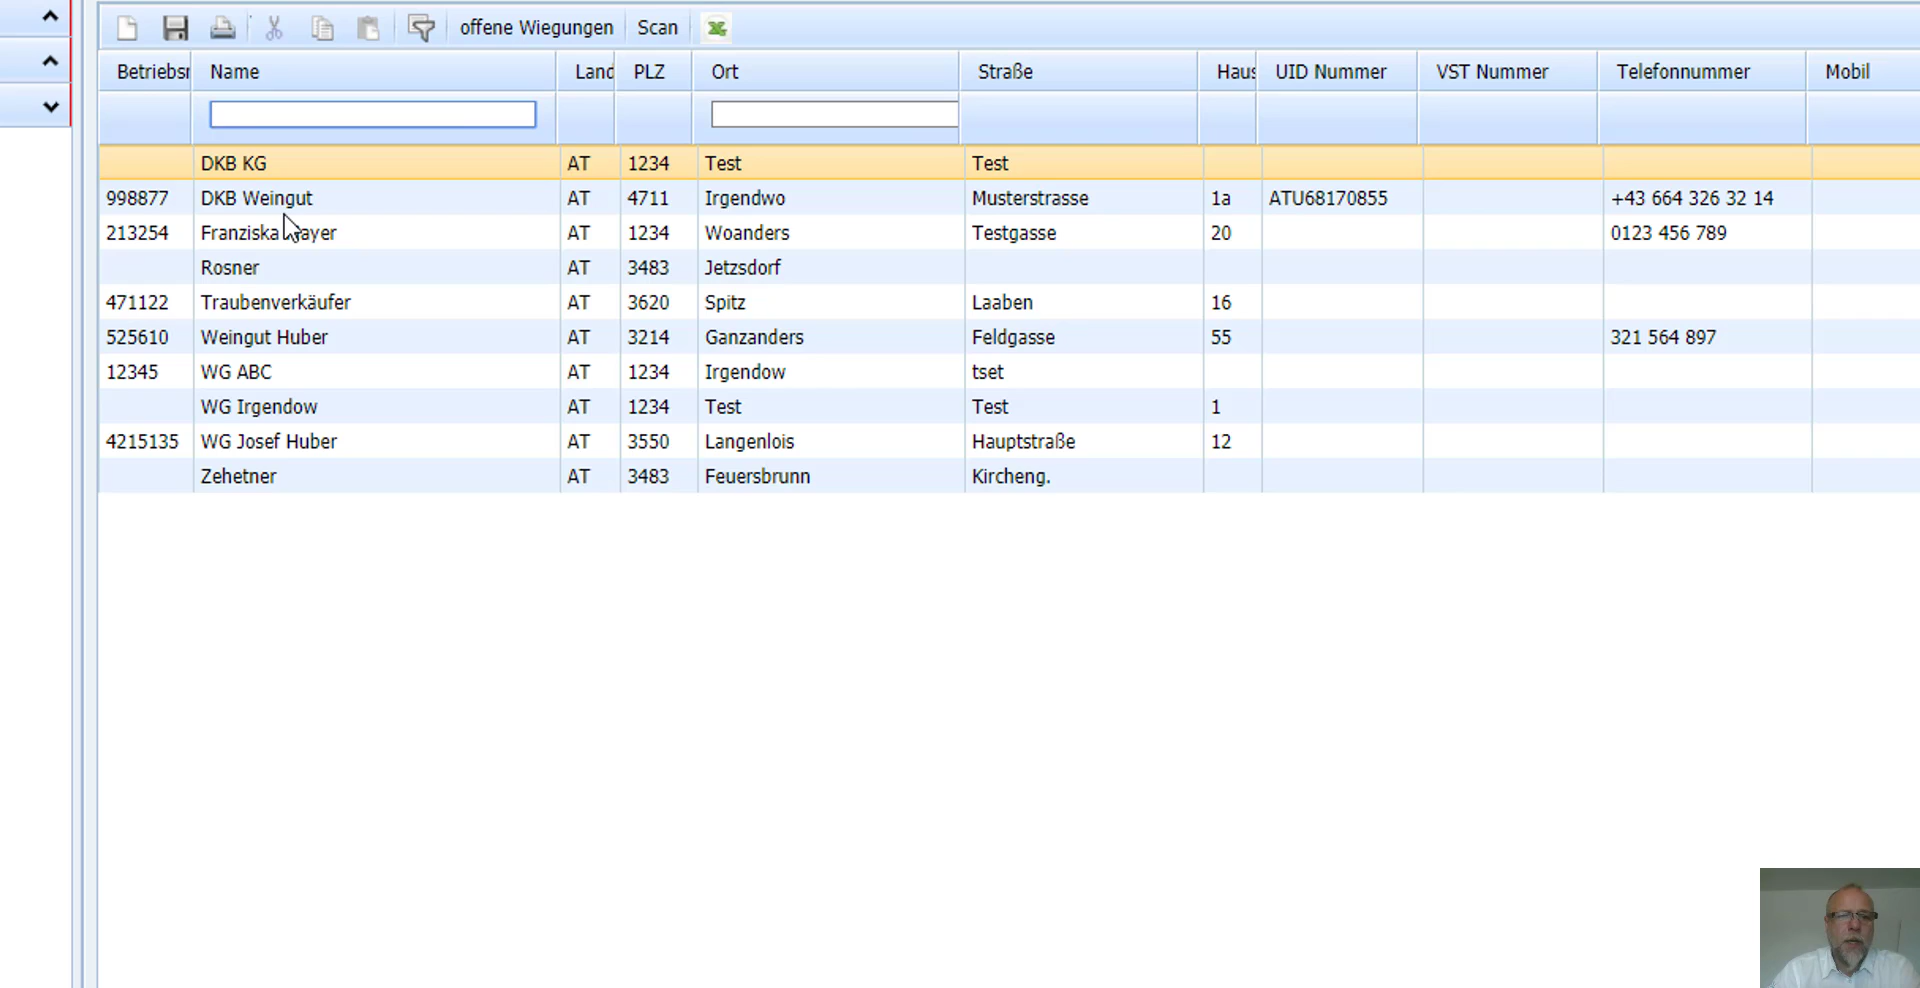 offene Wiegungen Scan
Betriebsr Name Land PLZ Ort Straße Haus UID Nummer VST Nummer Telefonnummer Mobil
DKB KG AT 1234 Test Test
998877 DKB Weingut AT 4711 Irgendwo Musterstrasse 1a ATU68170855 +43 664 326 32 14
213254 Franziska ayer AT 1234 Woanders Testgasse 20 0123 456 789
Rosner AT 3483 Jetzsdorf
471122 Traubenverkäufer AT 3620 Spitz Laaben 16
525610 Weingut Huber AT 3214 Ganzanders Feldgasse 55 321 564 897
12345 WG ABC AT 1234 Irgendow tset
WG Irgendow AT 1234 Test Test 1
4215135 WG Josef Huber AT 3550 Langenlois Hauptstraße 12
Zehetner AT 3483 Feuersbrunn Kircheng.